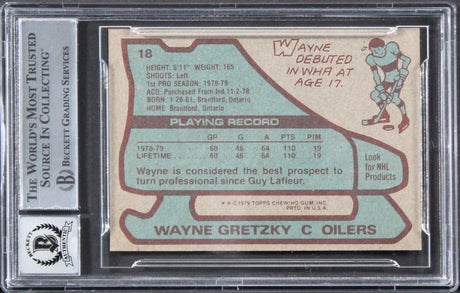 THE WORLD'S MOST TRUSTED
SOURCE IN COLLECTING™
BECKETT GRADING SERVICES
18
HEIGHT: 5'11" WEIGHT: 165
SHOOTS: Left
1st PRO SEASON: 1978-79
ACQ: Purchased From Ind. 11-2-78
BORN: 1-26-61, Brantford, Ontario
HOME: Brantford, Ontario
WAYNE
DEBUTED
IN WHA AT
AGE 17.
PLAYING RECORD
GP G A PTS PIM
1978-79 60 46 64 110 19
LIFETIME 60 46 64 110 19
Wayne is considered the best prospect to
turn professional since Guy Lafleur.
Look
for NHL
Products
★ ★ © 1979 TOPPS CHEWING GUM, INC.
PRTD IN U.S.A.
WAYNE GRETZKY C OILERS